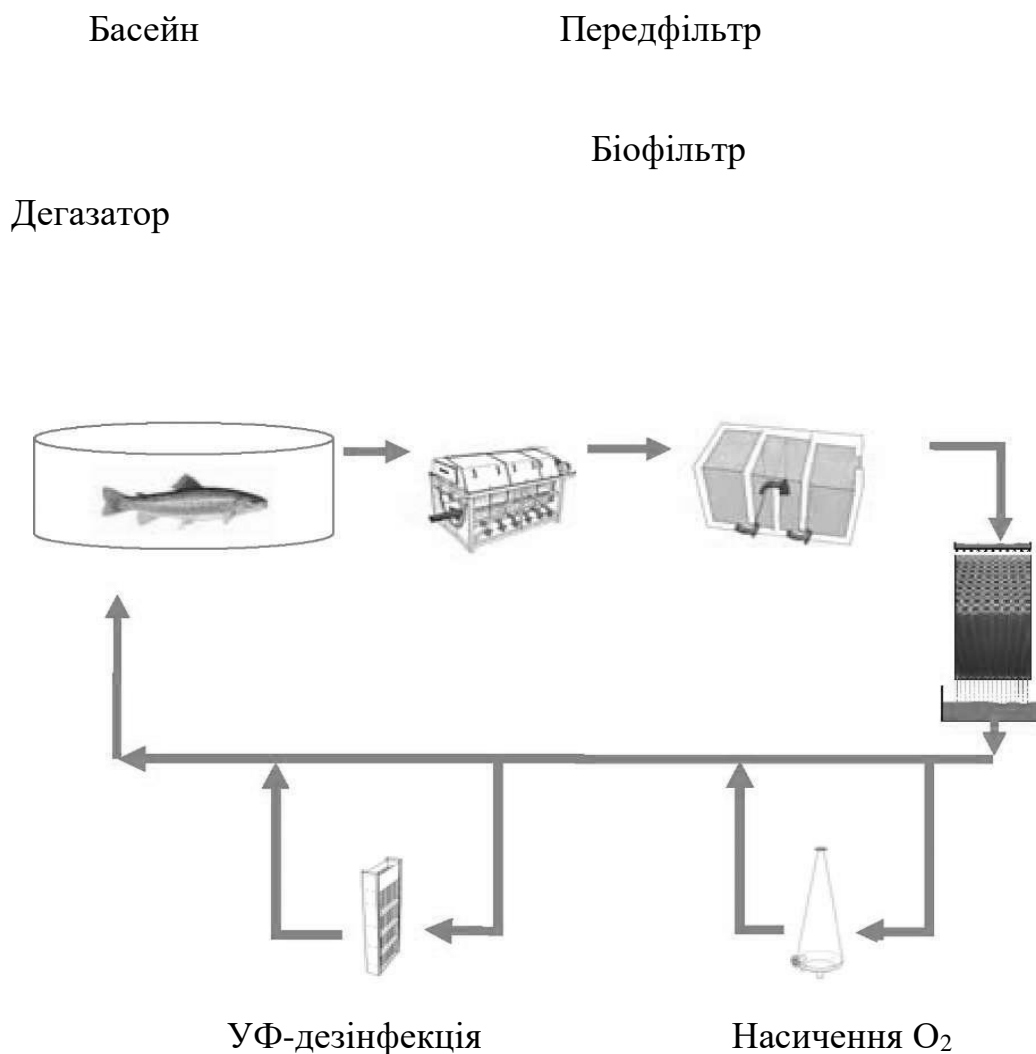 Басейн
Передфільтр
Біофільтр
Дегазатор
УФ-дезінфекція
Насичення O₂